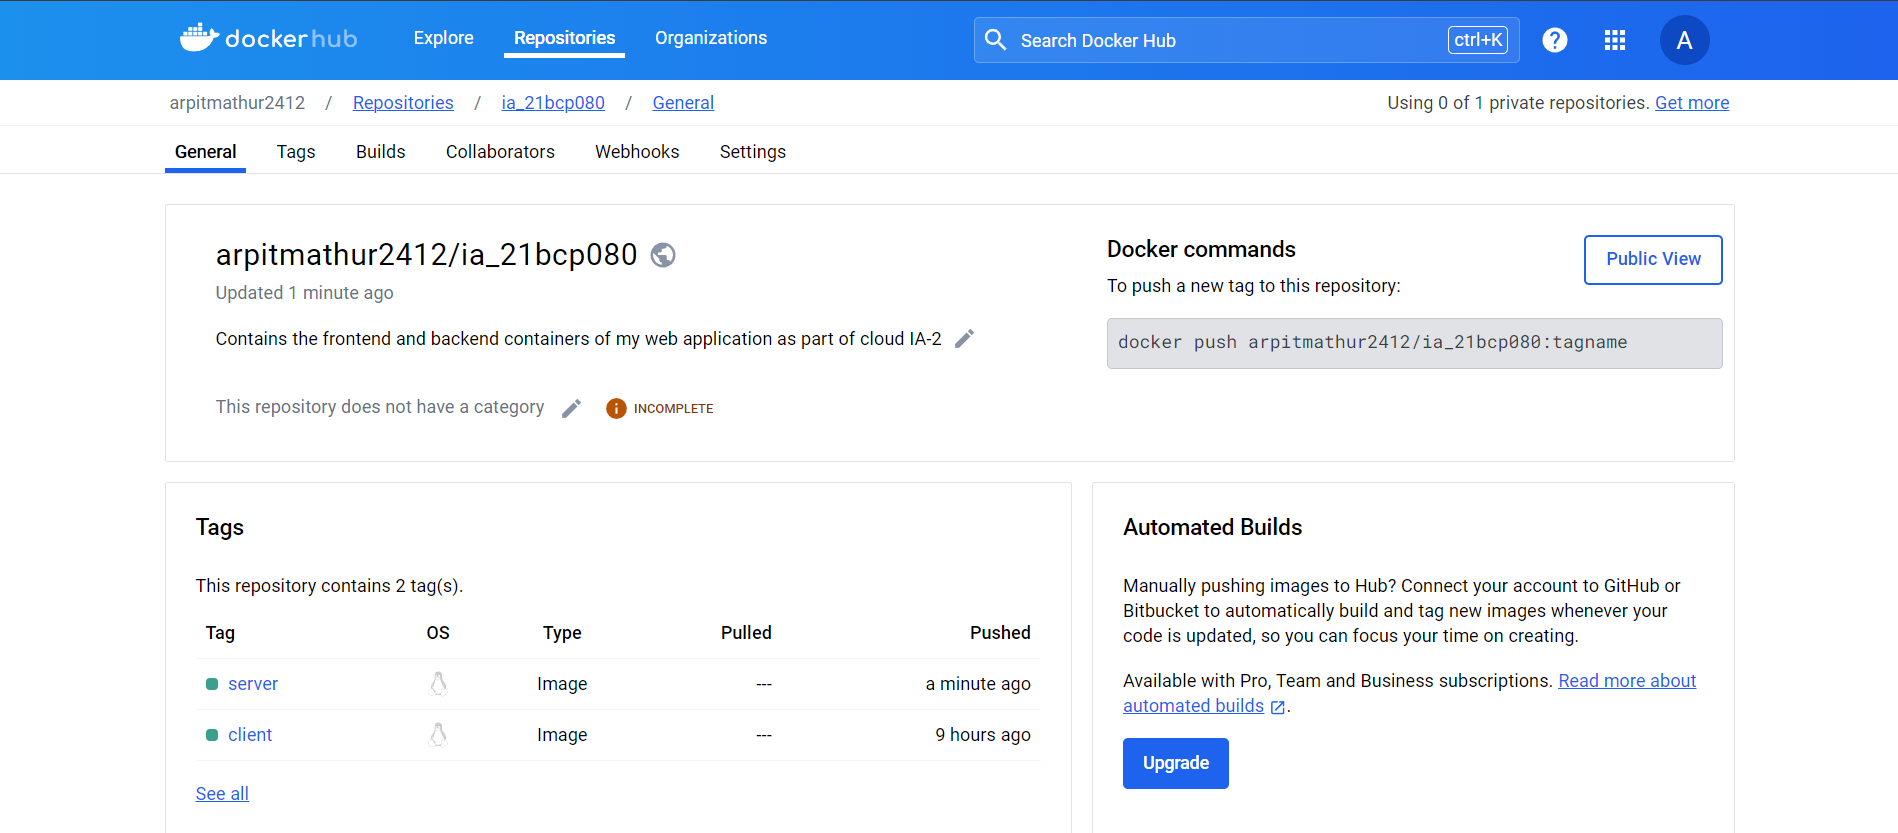 dockerhub Explore Repositories Organizations Search Docker Hub ctrl+K ? A
arpitmathur2412 / Repositories / ia_21bcp080 / General Using 0 of 1 private repositories. Get more
General Tags Builds Collaborators Webhooks Settings
arpitmathur2412/ia_21bcp080
Updated 1 minute ago
Contains the frontend and backend containers of my web application as part of cloud IA-2
This repository does not have a category i INCOMPLETE
Docker commands
Public View
To push a new tag to this repository:
docker push arpitmathur2412/ia_21bcp080:tagname
Tags
This repository contains 2 tag(s).
Tag OS Type Pulled Pushed
server Image --- a minute ago
client Image --- 9 hours ago
See all
Automated Builds
Manually pushing images to Hub? Connect your account to GitHub or
Bitbucket to automatically build and tag new images whenever your
code is updated, so you can focus your time on creating.
Available with Pro, Team and Business subscriptions. Read more about
automated builds .
Upgrade